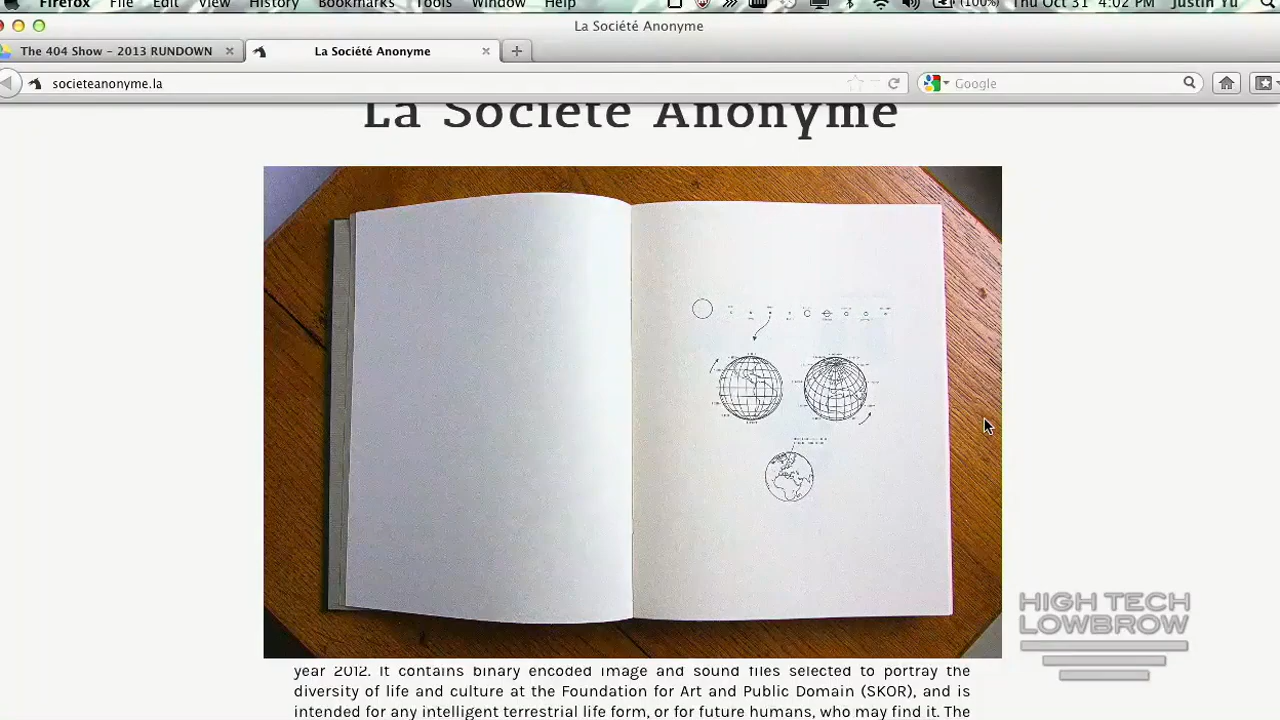 Firefox File Edit View History Bookmarks Tools Window Help (100%) Thu Oct 31 4:02 PM Justin Yu
La Société Anonyme
The 404 Show – 2013 RUNDOWN
La Société Anonyme
societeanonyme.la
Google
La Société Anonyme
year 2012. It contains binary encoded image and sound files selected to portray the
diversity of life and culture at the Foundation for Art and Public Domain (SKOR), and is
intended for any intelligent terrestrial life form, or for future humans, who may find it. The
HIGH TECH
LOWBROW